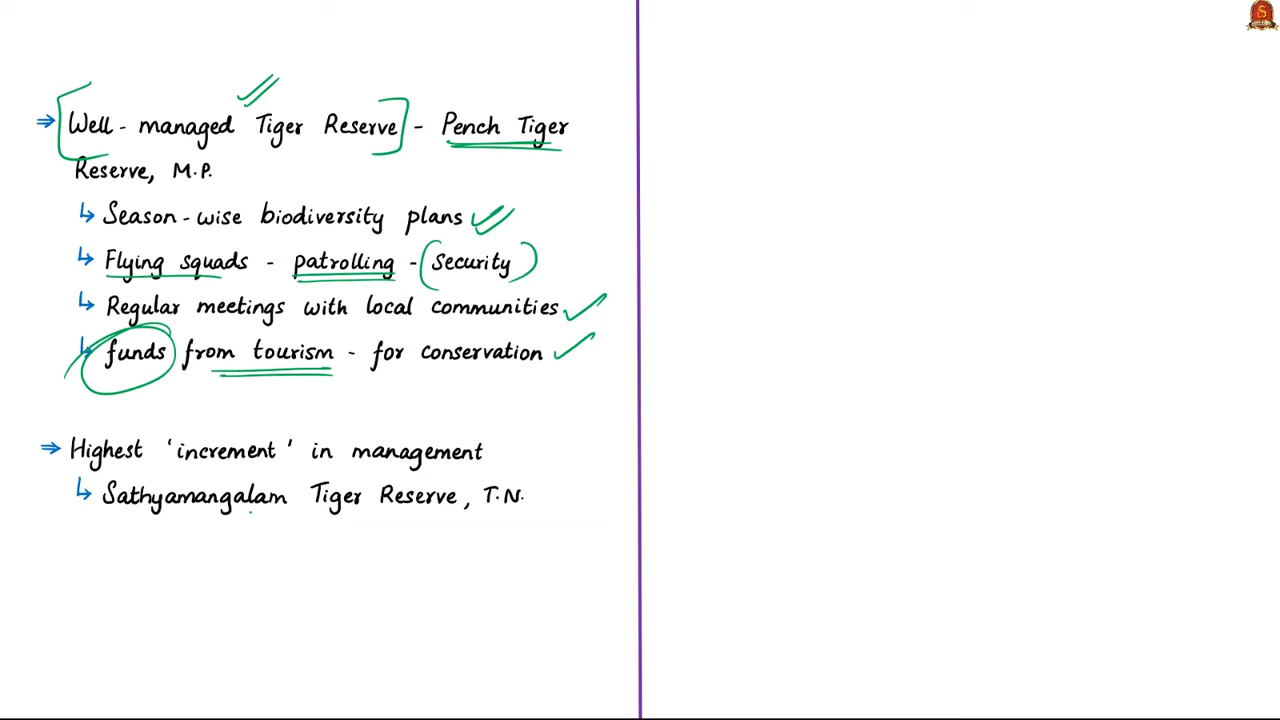 ⇒ Well - managed Tiger Reserve - Pench Tiger
Reserve, M.P.
↳ Season - wise biodiversity plans
↳ Flying squads - patrolling - (security)
↳ Regular meetings with local communities
↳ funds from tourism - for conservation
⇒ Highest 'increment' in management
↳ Sathyamangalam Tiger Reserve, T.N.